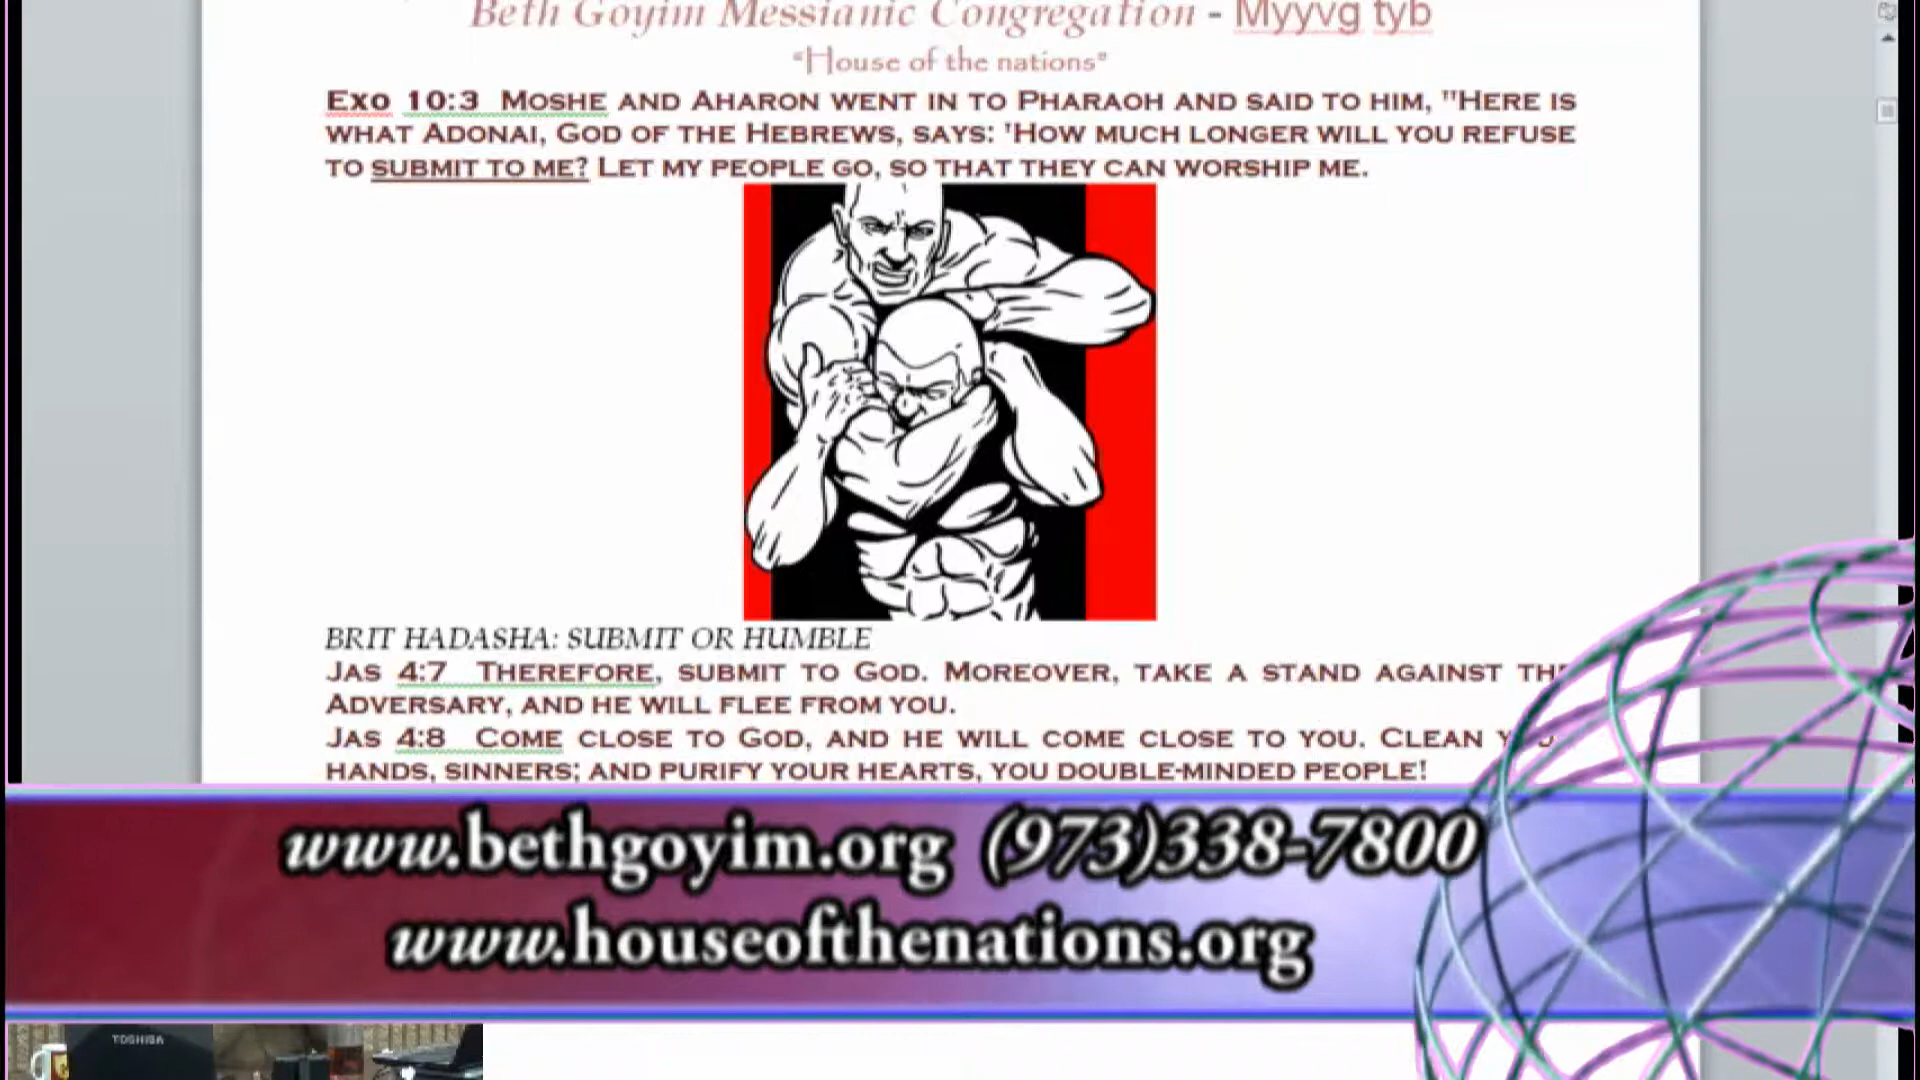 Beth Goyim Messianic Congregation - Myyvg tyb
"House of the nations"
Exo 10:3 Moshe and Aharon went in to Pharaoh and said to him, "Here is
what Adonai, God of the Hebrews, says: 'How much longer will you refuse
to submit to me? Let my people go, so that they can worship me.
BRIT HADASHA: SUBMIT OR HUMBLE
Jas 4:7 Therefore, submit to God. Moreover, take a stand against the
Adversary, and he will flee from you.
Jas 4:8 Come close to God, and he will come close to you. Clean
hands, sinners; and purify your hearts, you double-minded people!
www.bethgoyim.org (973)338-7800
www.houseofthenations.org
TOSHIBA